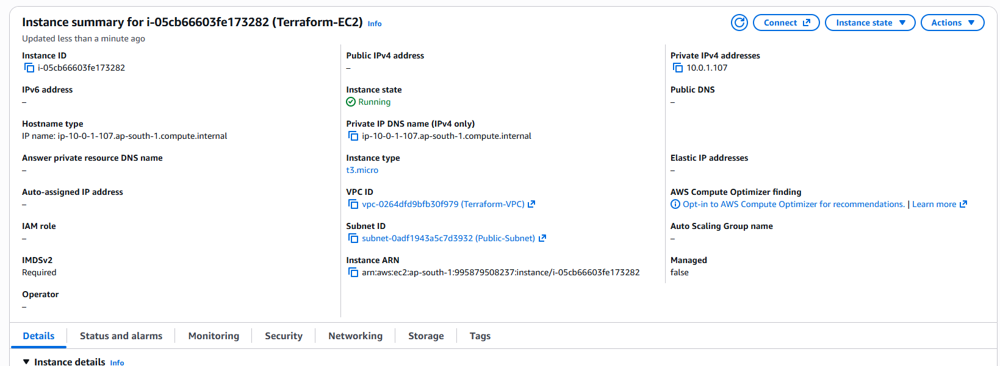 Instance summary for i-05cb66603fe173282 (Terraform-EC2) Info
Connect
Instance state
Actions
Updated less than a minute ago
Instance ID
i-05cb66603fe173282
Public IPv4 address
–
Private IPv4 addresses
10.0.1.107
IPv6 address
–
Instance state
Running
Public DNS
–
Hostname type
IP name: ip-10-0-1-107.ap-south-1.compute.internal
Private IP DNS name (IPv4 only)
ip-10-0-1-107.ap-south-1.compute.internal
Answer private resource DNS name
–
Instance type
t3.micro
Elastic IP addresses
–
Auto-assigned IP address
–
VPC ID
vpc-0264dfd9bfb30f979 (Terraform-VPC)
AWS Compute Optimizer finding
Opt-in to AWS Compute Optimizer for recommendations. | Learn more
IAM role
–
Subnet ID
subnet-0adf1943a5c7d3932 (Public-Subnet)
Auto Scaling Group name
–
IMDSv2
Required
Instance ARN
arn:aws:ec2:ap-south-1:995879508237:instance/i-05cb66603fe173282
Managed
false
Operator
–
Details
Status and alarms
Monitoring
Security
Networking
Storage
Tags
Instance details Info